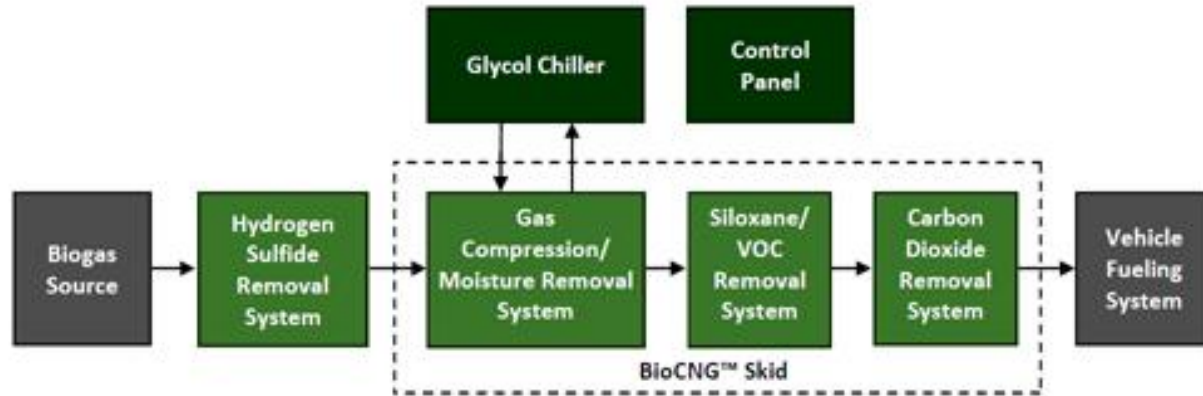 Glycol Chiller
Control
Panel
Biogas
Source
Hydrogen
Sulfide
Removal
System
Gas
Compression/
Moisture Removal
System
Siloxane/
VOC
Removal
System
Carbon
Dioxide
Removal
System
Vehicle
Fueling
System
BioCNG™ Skid